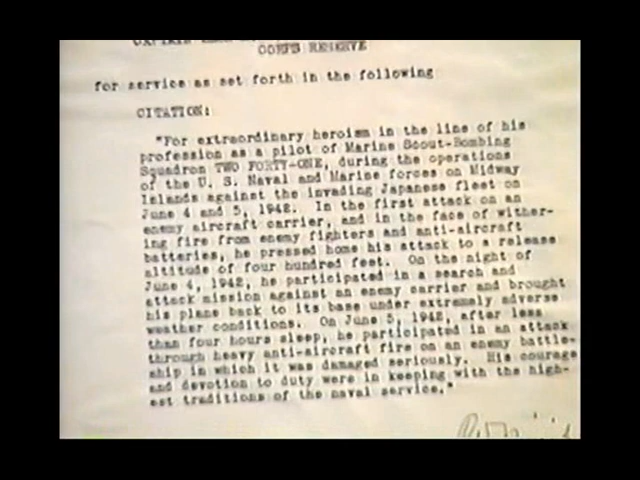 CORPS RESERVE
for service as set forth in the following
CITATION:
"For extraordinary heroism in the line of his
profession as a pilot of Marine Scout-Bombing
Squadron TWO FORTY-ONE, during the operations
of the U. S. Naval and Marine forces on Midway
Islands against the invading Japanese fleet on
June 4 and 5, 1942. In the first attack on an
enemy aircraft carrier, and in the face of wither-
ing fire from enemy fighters and anti-aircraft
batteries, he pressed home his attack to a release
altitude of four hundred feet. On the night of
June 4, 1942, he participated in a search and
attack mission against an enemy carrier and brought
his plane back to its base under extremely adverse
weather conditions. On June 5, 1942, after less
than four hours sleep, he participated in an attack
through heavy anti-aircraft fire on an enemy battle-
ship in which it was damaged seriously. His courage
and devotion to duty were in keeping with the high-
est traditions of the naval service."